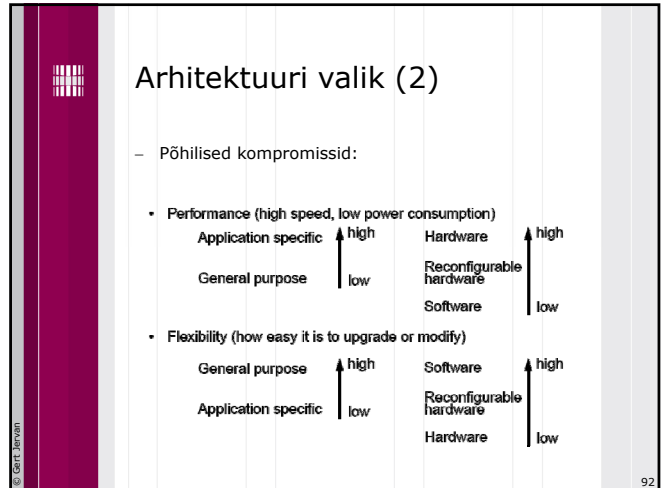 Arhitektuuri valik (2)
– Põhilised kompromissid:
• Performance (high speed, low power consumption)
Application specific high Hardware high
General purpose low Reconfigurable
hardware
Software low
• Flexibility (how easy it is to upgrade or modify)
General purpose high Software high
Application specific low Reconfigurable
hardware
Hardware low
© Gert Jervan
92